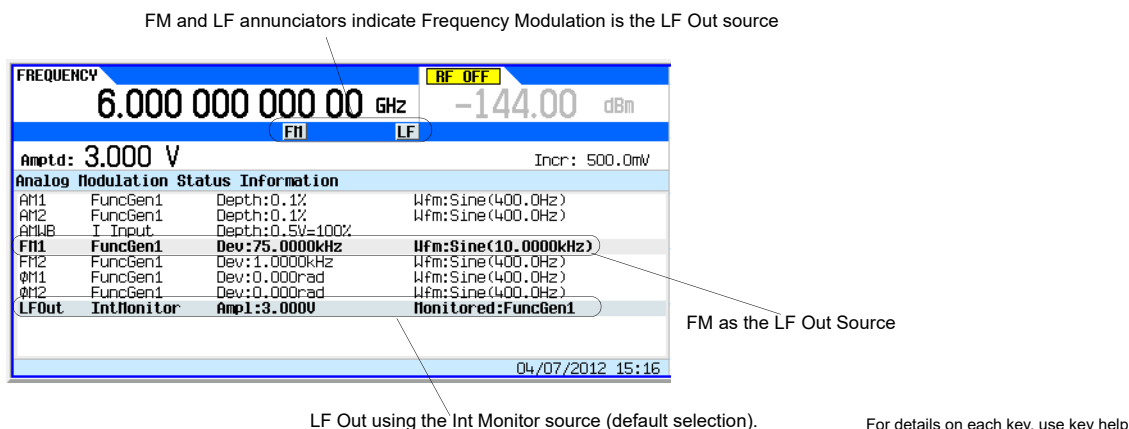 FM and LF annunciators indicate Frequency Modulation is the LF Out source
FREQUENCY RF OFF
6.000 000 000 00 GHz -144.00 dBm
FM LF
Amptd: 3.000 V Incr: 500.0mV
Analog Modulation Status Information
AM1 FuncGen1 Depth:0.1% Wfm:Sine(400.0Hz)
AM2 FuncGen1 Depth:0.1% Wfm:Sine(400.0Hz)
AMWB I Input Depth:0.5V=100%
FM1 FuncGen1 Dev:75.0000kHz Wfm:Sine(10.0000kHz)
FM2 FuncGen1 Dev:1.0000kHz Wfm:Sine(400.0Hz)
ΦM1 FuncGen1 Dev:0.000rad Wfm:Sine(400.0Hz)
ΦM2 FuncGen1 Dev:0.000rad Wfm:Sine(400.0Hz)
LFOut IntMonitor Ampl:3.000V Monitored:FuncGen1
FM as the LF Out Source
04/07/2012 15:16
LF Out using the Int Monitor source (default selection).
For details on each key, use key help